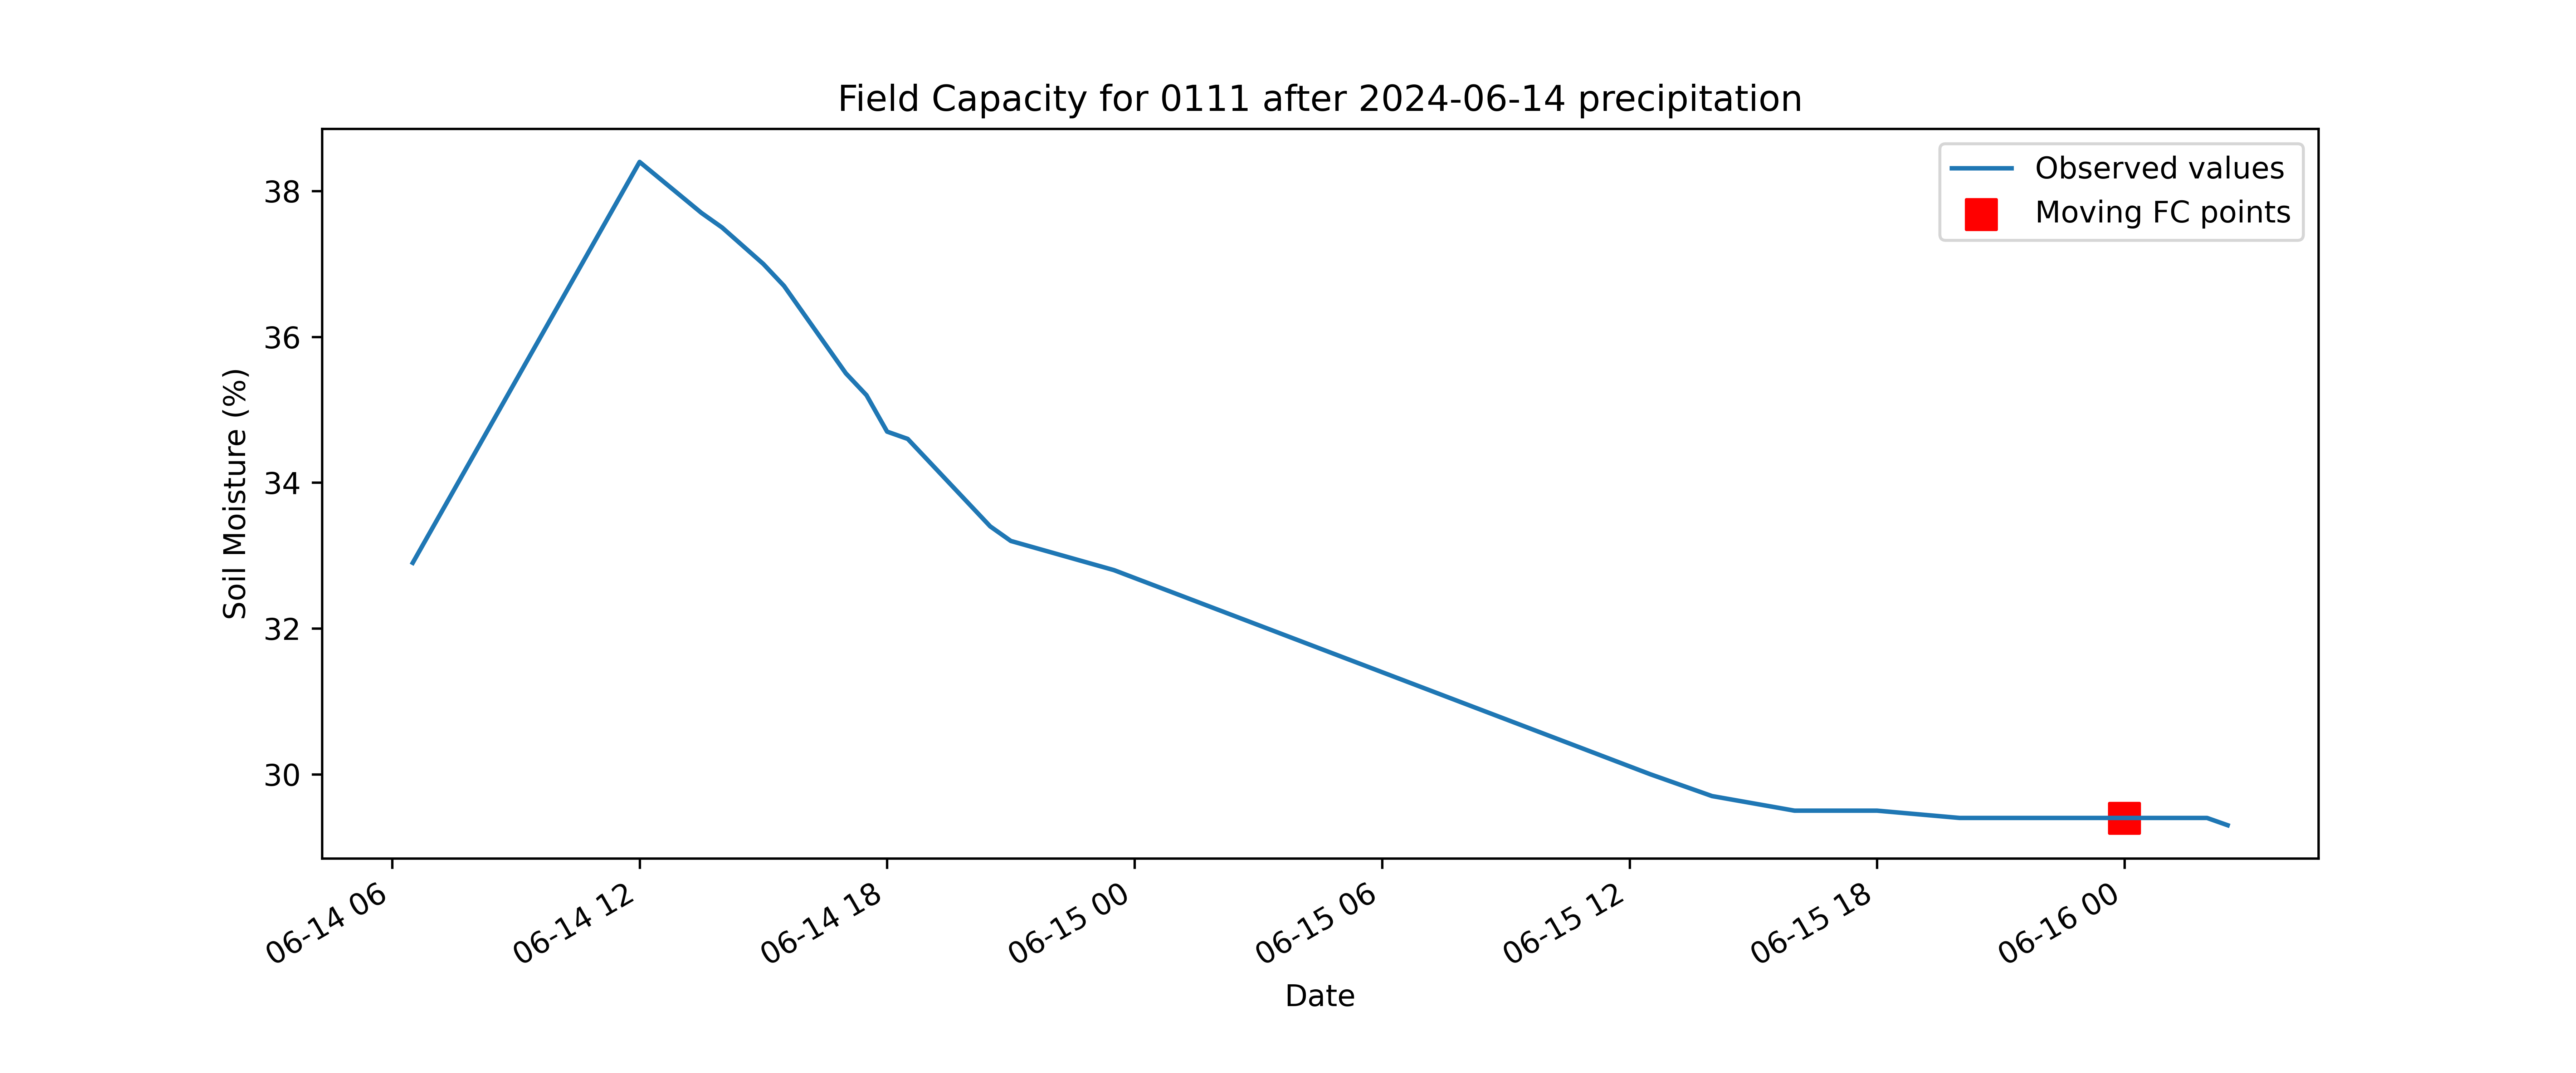 Field Capacity for 0111 after 2024-06-14 precipitation
Observed values
Moving FC points
Soil Moisture (%)
38
36
34
32
30
06-14 06
06-14 12
06-14 18
06-15 00
06-15 06
06-15 12
06-15 18
06-16 00
Date